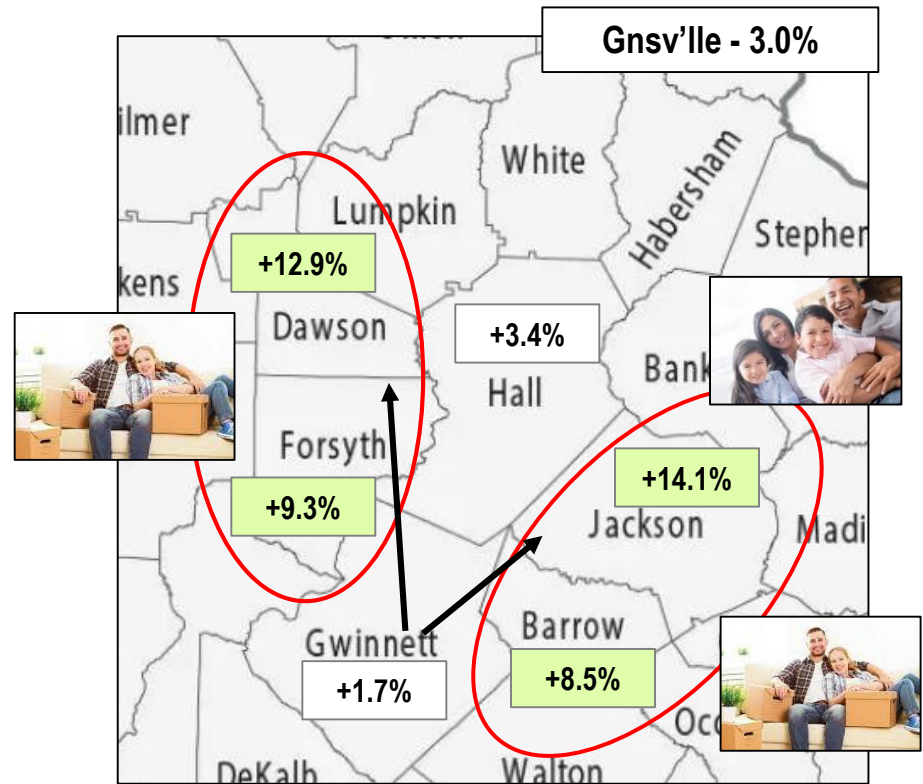 Gnsv'lle - 3.0%
ilmer
White
Habersham
Lumpkin
Stephen
+12.9%
kens
Dawson
+3.4%
Hall
Bank
Forsyth
+9.3%
+14.1%
Jackson
Madi
Barrow
Gwinnett
+8.5%
+1.7%
Oco
DeKalb
Walton